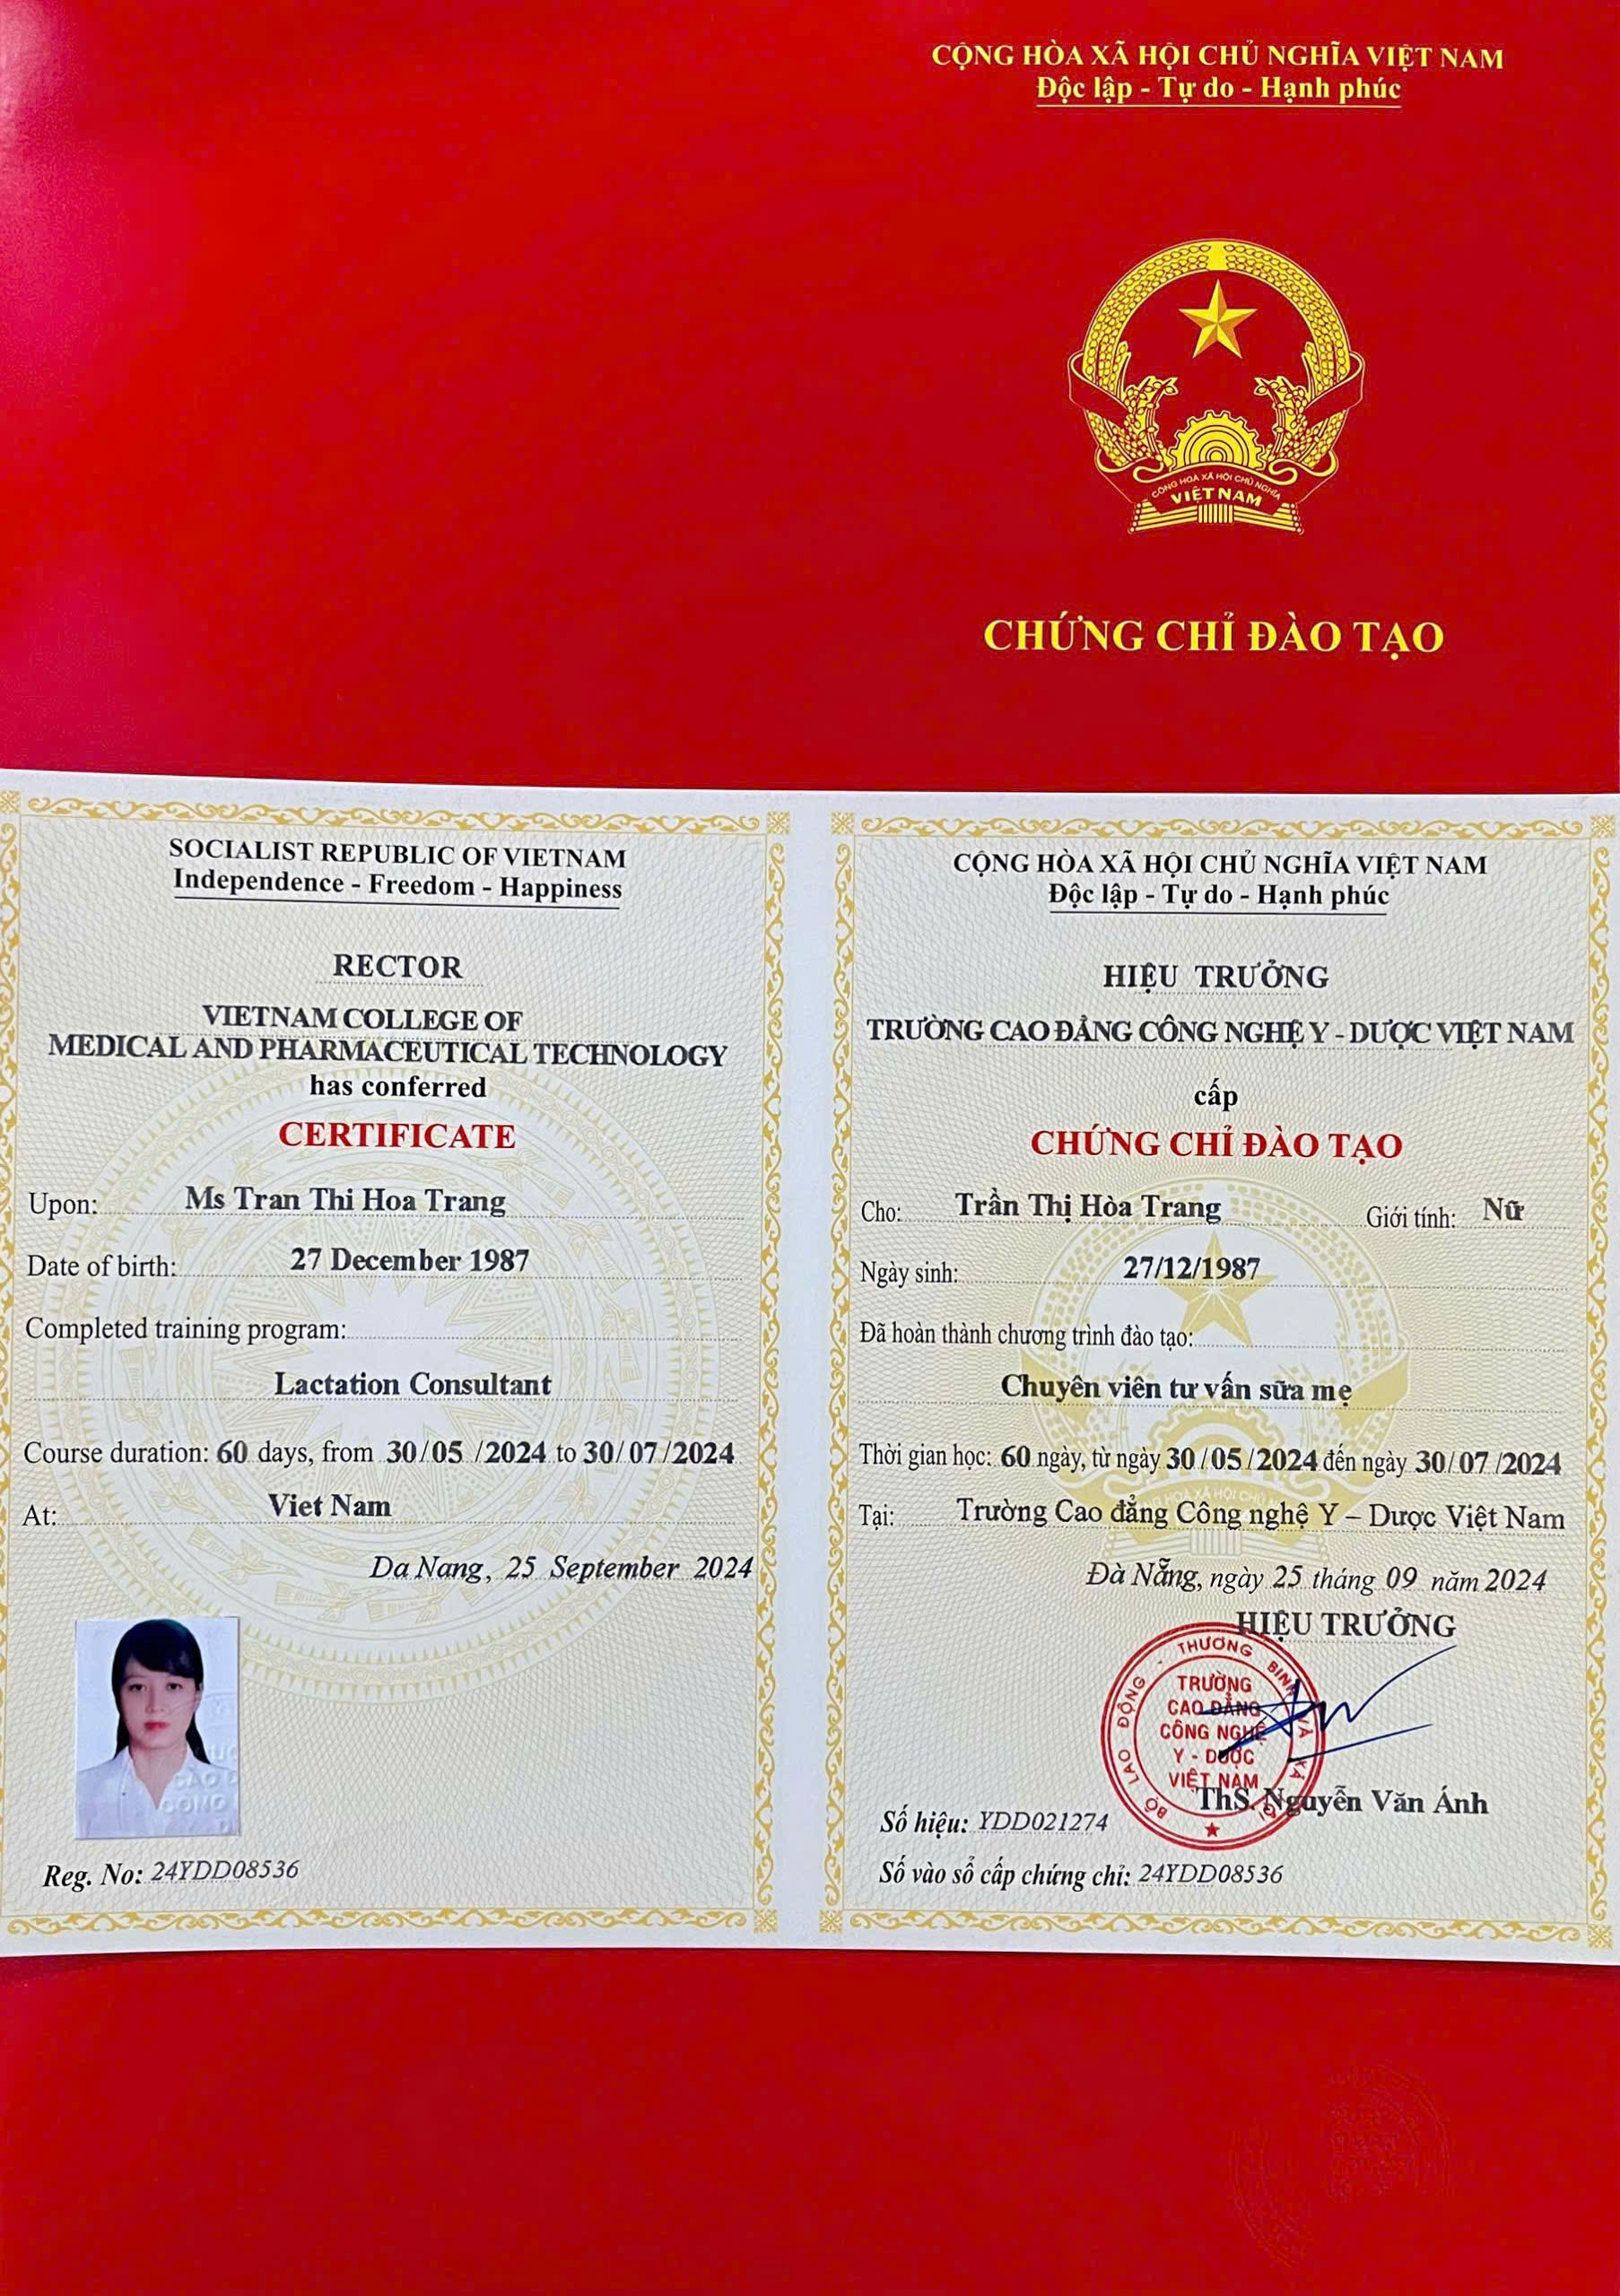 CỘNG HÒA XÃ HỘI CHỦ NGHĨA VIỆT NAM
Độc lập - Tự do - Hạnh phúc
CỘNG HÒA XÃ HỘI CHỦ NGHĨA
VIỆT NAM
CHỨNG CHỈ ĐÀO TẠO
SOCIALIST REPUBLIC OF VIETNAM
Independence - Freedom - Happiness
RECTOR
VIETNAM COLLEGE OF
MEDICAL AND PHARMACEUTICAL TECHNOLOGY
has conferred
CERTIFICATE
Upon: Ms Tran Thi Hoa Trang
Date of birth: 27 December 1987
Completed training program:
Lactation Consultant
Course duration: 60 days, from 30/05/2024 to 30/07/2024
At: Viet Nam
Da Nang, 25 September 2024
Reg. No: 24YDD08536
CỘNG HÒA XÃ HỘI CHỦ NGHĨA VIỆT NAM
Độc lập - Tự do - Hạnh phúc
HIỆU TRƯỞNG
TRƯỜNG CAO ĐẲNG CÔNG NGHỆ Y - DƯỢC VIỆT NAM
cấp
CHỨNG CHỈ ĐÀO TẠO
Cho: Trần Thị Hòa Trang Giới tính: Nữ
Ngày sinh: 27/12/1987
Đã hoàn thành chương trình đào tạo:
Chuyên viên tư vấn sữa mẹ
Thời gian học: 60 ngày, từ ngày 30/05/2024 đến ngày 30/07/2024
Tại: Trường Cao đẳng Công nghệ Y – Dược Việt Nam
Đà Nẵng, ngày 25 tháng 09 năm 2024
HIỆU TRƯỞNG
BỘ LAO ĐỘNG - THƯƠNG BINH VÀ XÃ HỘI
TRƯỜNG
CAO ĐẲNG
CÔNG NGHỆ
Y - DƯỢC
VIỆT NAM
ThS. Nguyễn Văn Ánh
Số hiệu: YDD021274
Số vào sổ cấp chứng chỉ: 24YDD08536